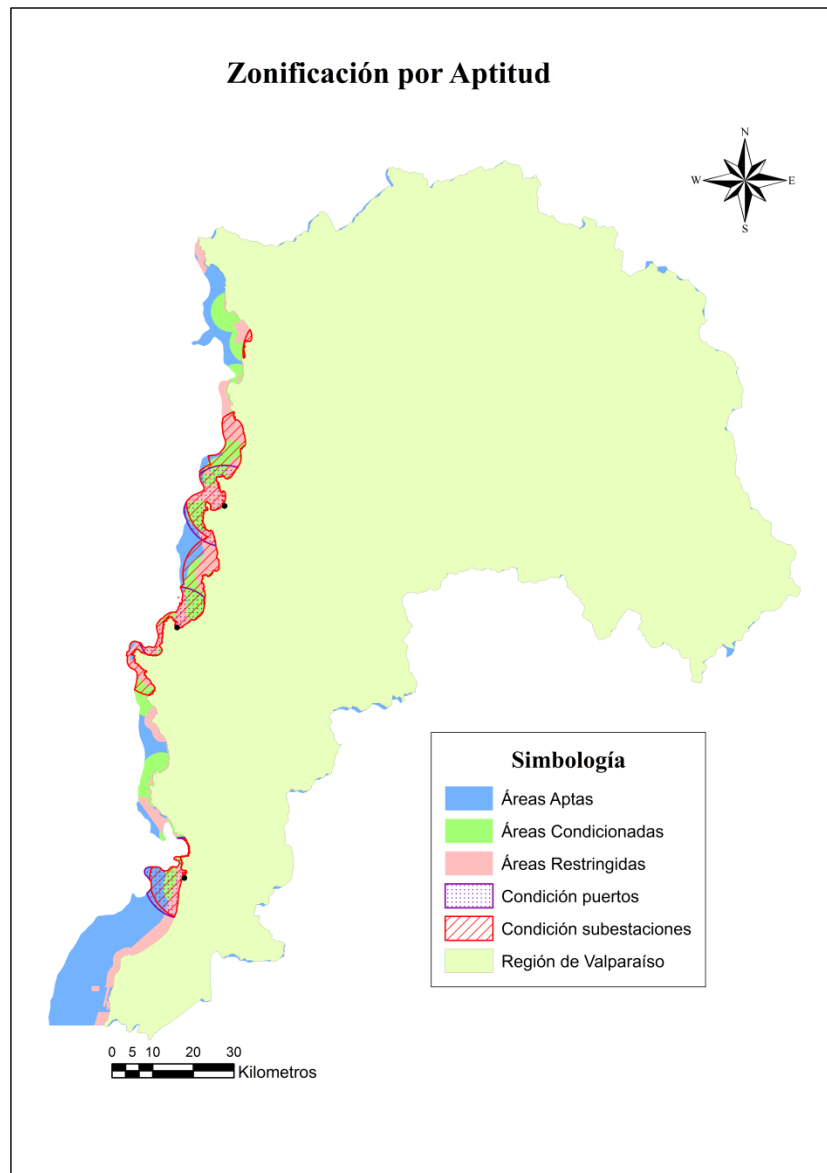 Zonificación por Aptitud
N
W
E
S
Simbología
Áreas Aptas
Áreas Condicionadas
Áreas Restringidas
Condición puertos
Condición subestaciones
Región de Valparaíso
0 5 10 20 30
Kilometros